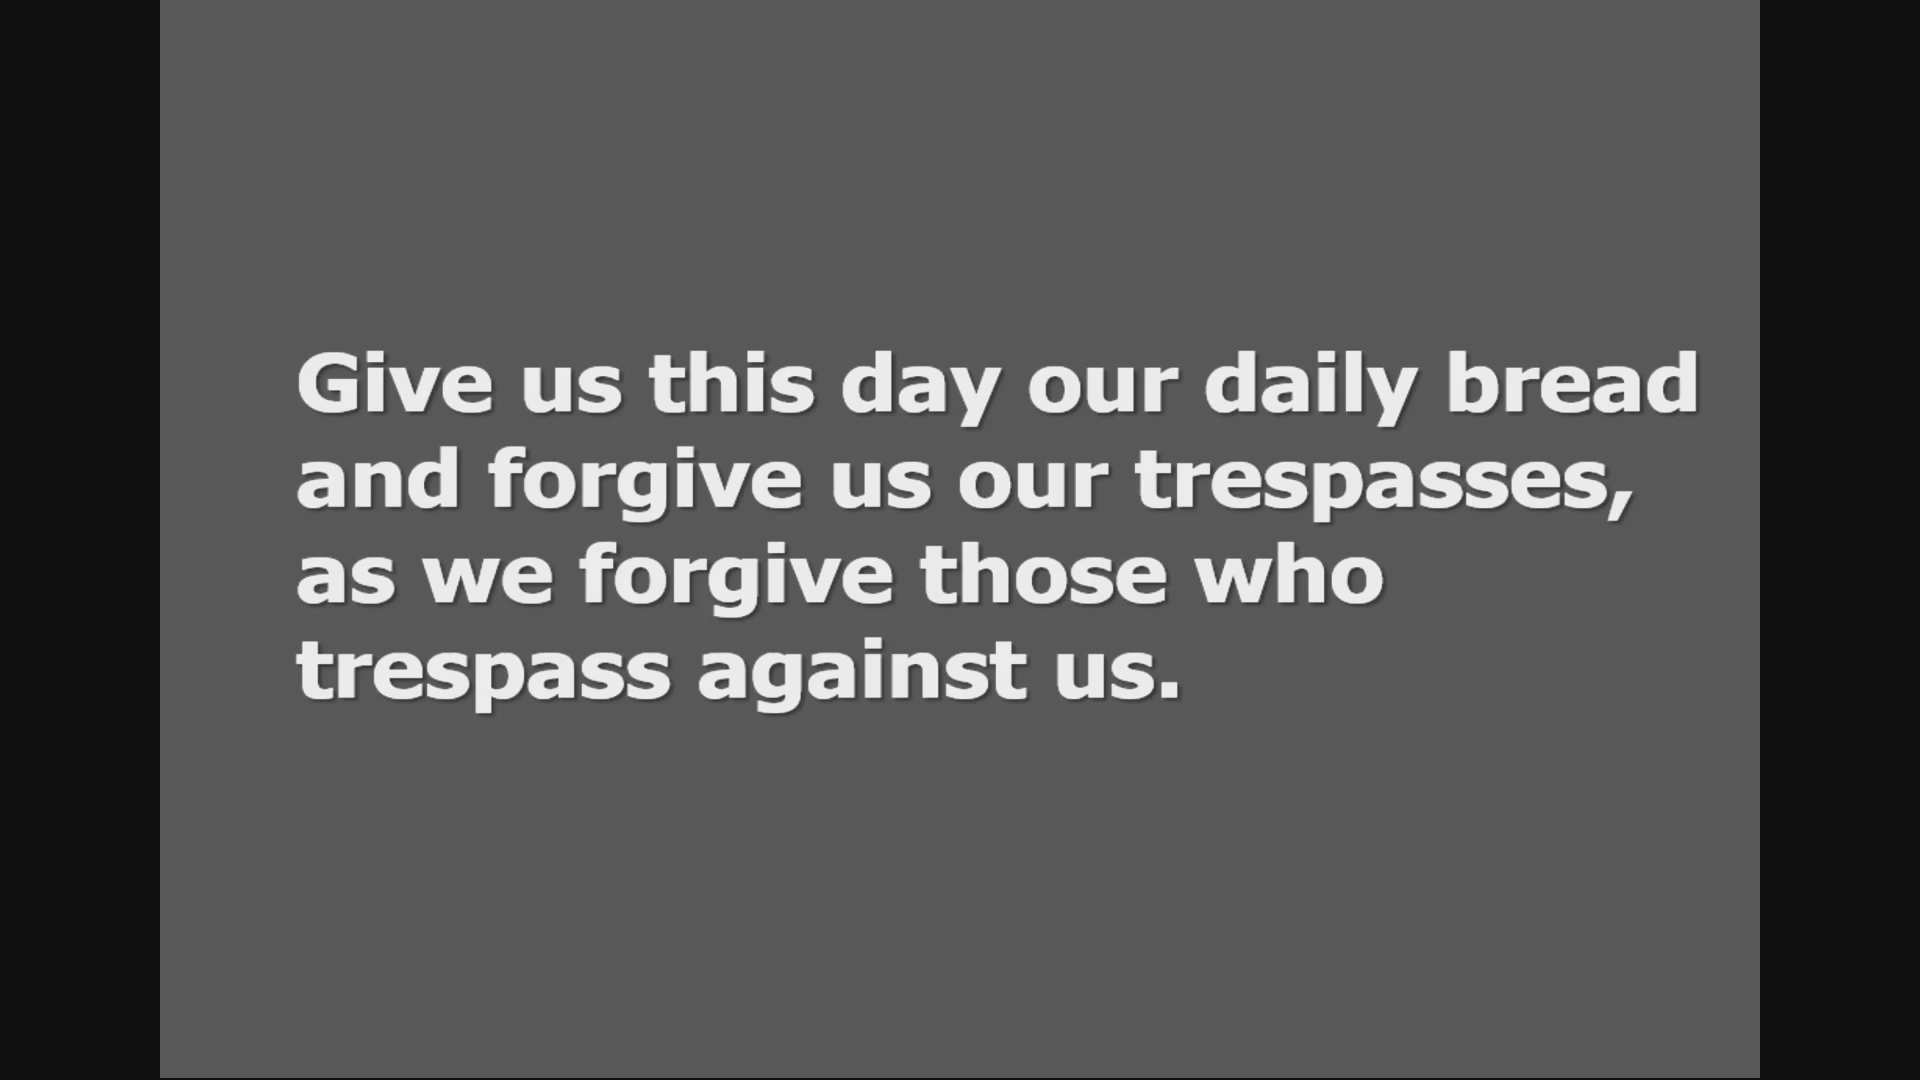 Give us this day our daily bread
and forgive us our trespasses,
as we forgive those who
trespass against us.